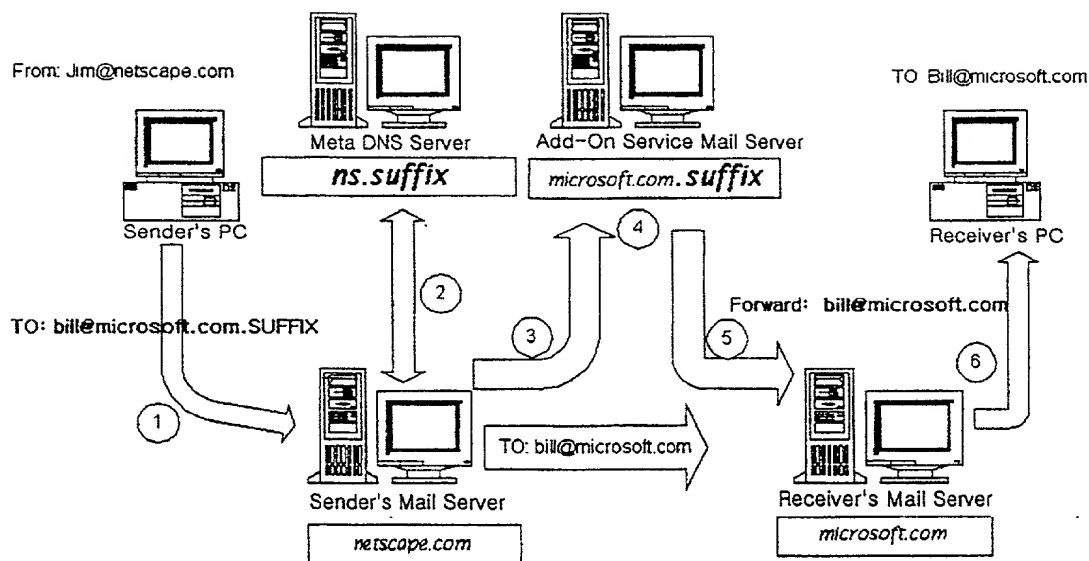 From: Jim@netscape.com
TO Bill@microsoft.com
Meta DNS Server
Add-On Service Mail Server
ns.suffix
microsoft.com.suffix
Sender's PC
Receiver's PC
4
2
Forward: bill@microsoft.com
TO: bill@microsoft.com.SUFFIX
3
5
6
1
TO: bill@microsoft.com
Sender's Mail Server
Receiver's Mail Server
netscape.com
microsoft.com